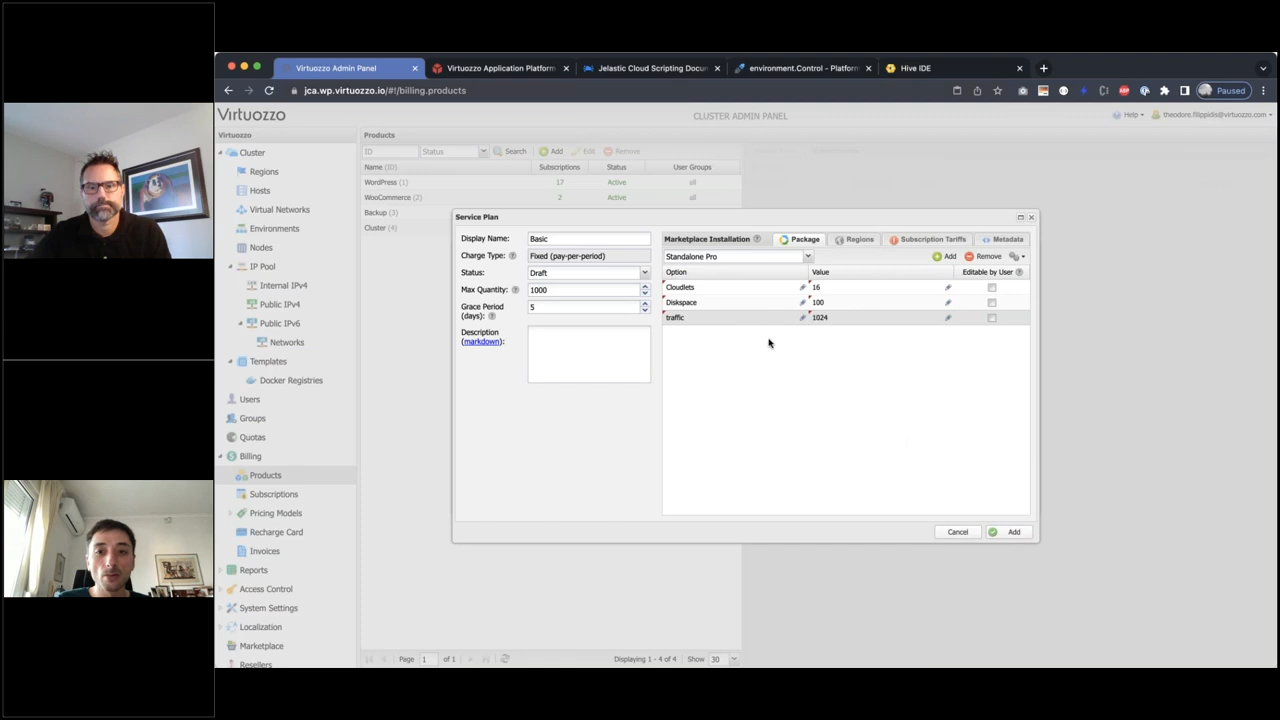 Virtuozzo Admin Panel
Virtuozzo Application Platform
Jelastic Cloud Scripting Docum
environment.Control - Platform
Hive IDE
jca.wp.virtuozzo.io/#!/billing.products
Paused
Virtuozzo
CLUSTER ADMIN PANEL
Help
theodore.filippidis@virtuozzo.com
Virtuozzo
Cluster
Regions
Hosts
Virtual Networks
Environments
Nodes
IP Pool
Internal IPv4
Public IPv4
Public IPv6
Networks
Templates
Docker Registries
Users
Groups
Quotas
Billing
Products
Subscriptions
Pricing Models
Recharge Card
Invoices
Reports
Access Control
System Settings
Localization
Marketplace
Resellers
Products
ID Status Search Add Edit Remove
Name (ID) Subscriptions Status User Groups
WordPress (1) 17 Active all
WooCommerce (2) 2 Active all
Backup (3)
Cluster (4)
Service Plan
Display Name: Basic
Charge Type: Fixed (pay-per-period)
Status: Draft
Max Quantity: 1000
Grace Period (days): 5
Description (markdown):
Marketplace Installation Package Regions Subscription Tariffs Metadata
Standalone Pro Add Remove
Option Value Editable by User
Cloudlets 16
Diskspace 100
traffic 1024
Cancel Add
Page 1 of 1 Displaying 1 - 4 of 4 Show 30